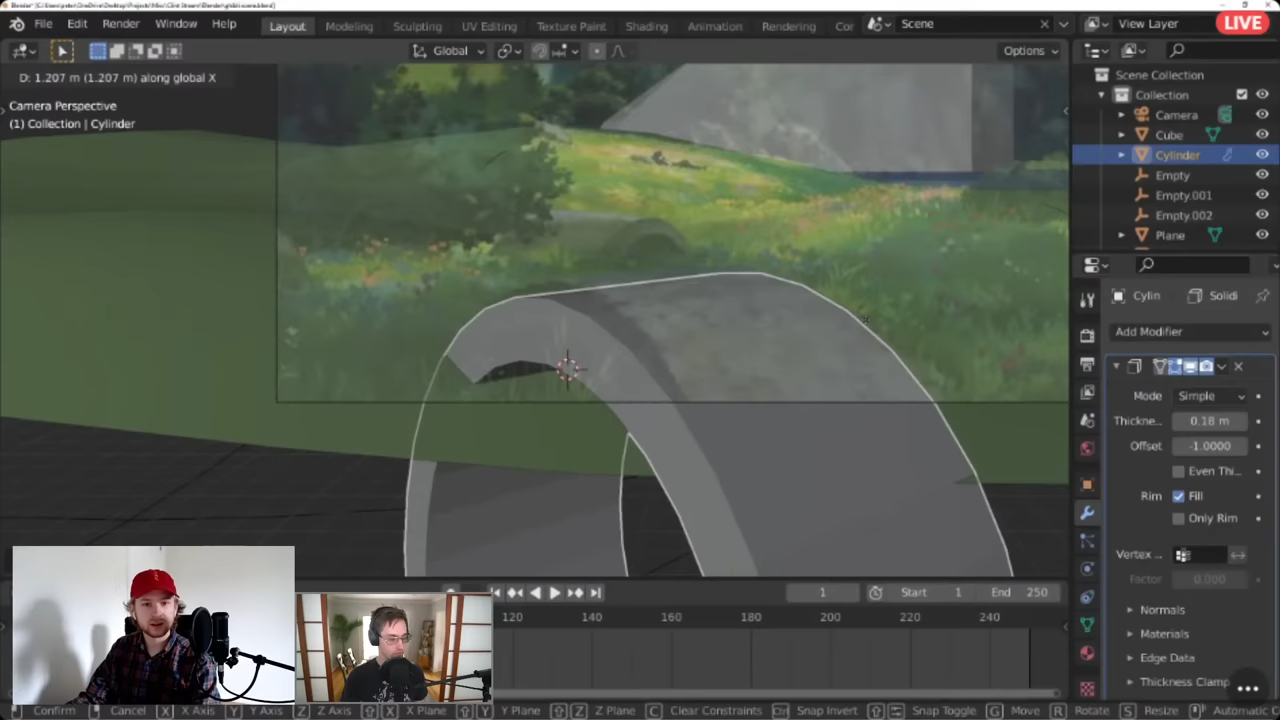 File Edit Render Window Help
Layout Modeling Sculpting UV Editing Texture Paint Shading Animation Rendering Cor
Scene
View Layer
LIVE
Global
Options
D: 1.207 m (1.207 m) along global X
Camera Perspective
(1) Collection | Cylinder
Scene Collection
Collection
Camera
Cube
Cylinder
Empty
Empty.001
Empty.002
Plane
Cylin
Solidi
Add Modifier
Mode Simple
Thickne... 0.18 m
Offset -1.0000
Even Thi...
Rim Fill
Only Rim
Vertex ..
Factor 0.000
Normals
Materials
Edge Data
Thickness Clamp
1 Start 1 End 250
120 140 160 180 200 220 240
Confirm Cancel X X Axis Y Y Axis Z Z Axis X X Plane Y Y Plane Z Z Plane C Clear Constraints Snap Invert Snap Toggle G Move R Rotate S Resize Automatic C